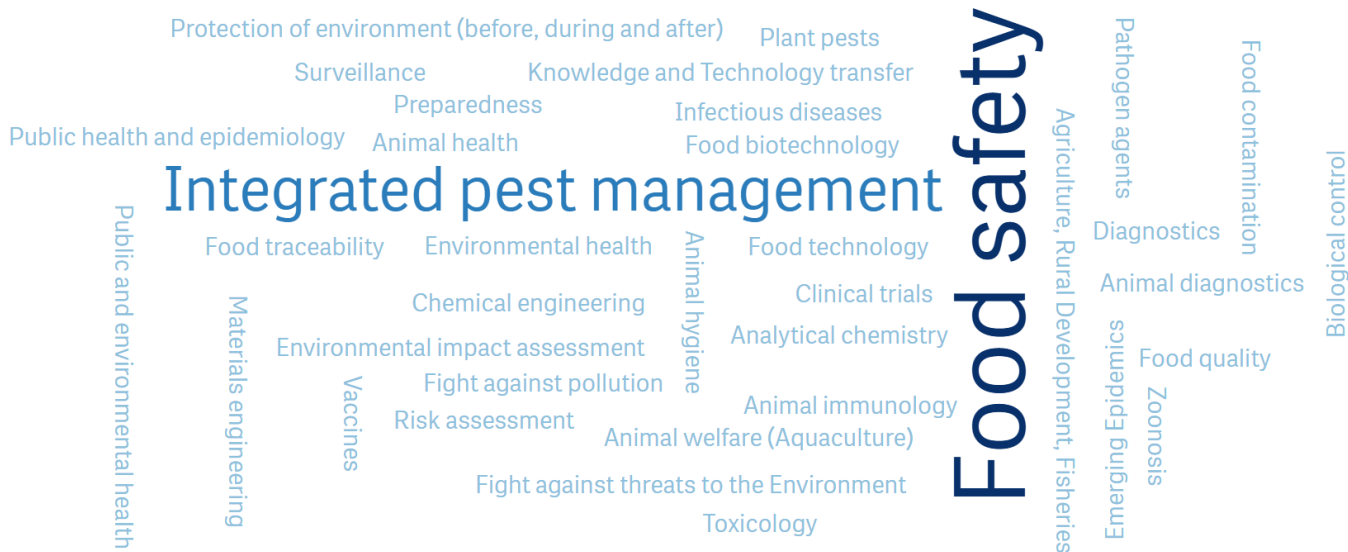 Protection of environment (before, during and after)
Plant pests
Surveillance
Knowledge and Technology transfer
Preparedness
Infectious diseases
Public health and epidemiology
Animal health
Food biotechnology
Integrated pest management
Food safety
Pathogen agents
Food contamination
Agriculture, Rural Development, Fisheries
Biological control
Public and environmental health
Food traceability
Environmental health
Animal hygiene
Food technology
Diagnostics
Materials engineering
Chemical engineering
Clinical trials
Animal diagnostics
Environmental impact assessment
Analytical chemistry
Emerging Epidemics
Food quality
Vaccines
Fight against pollution
Zoonosis
Risk assessment
Animal immunology
Animal welfare (Aquaculture)
Fight against threats to the Environment
Toxicology